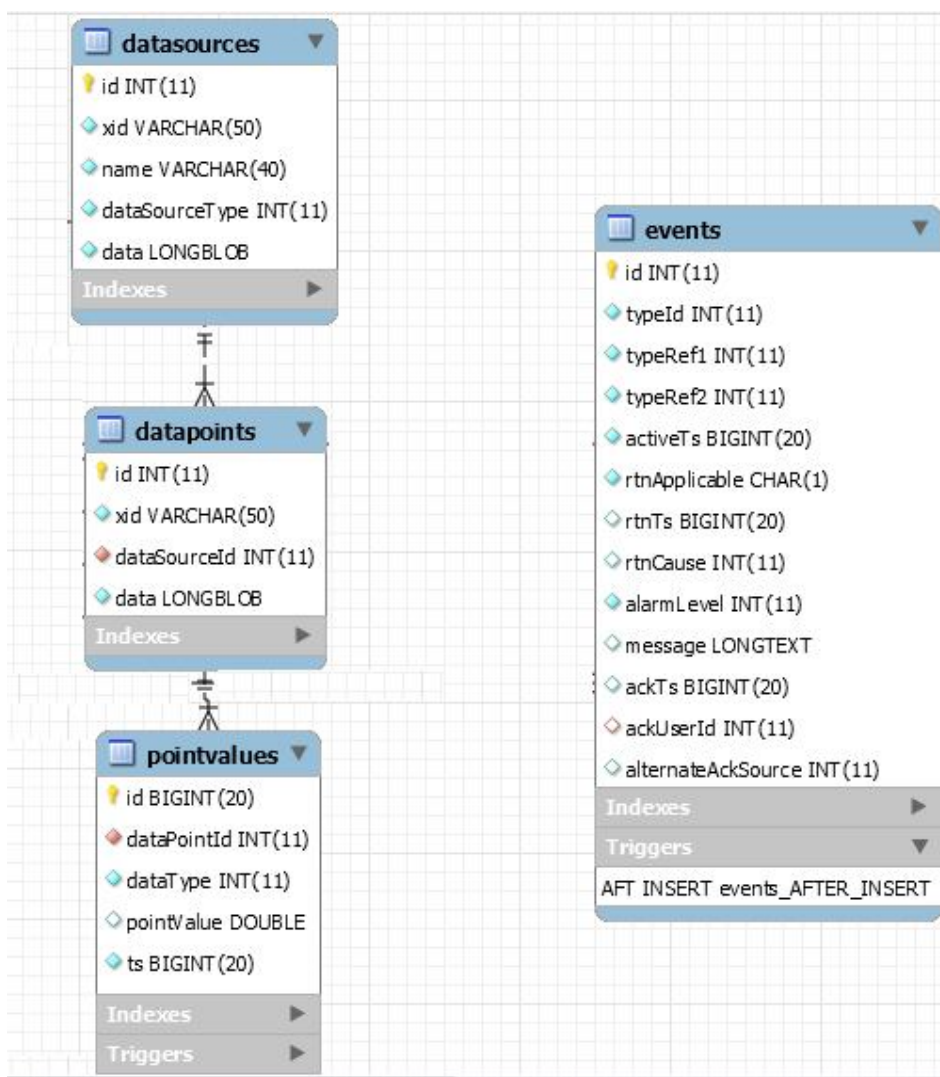 datasources
id INT(11)
xid VARCHAR(50)
name VARCHAR(40)
dataSourceType INT(11)
data LONGBLOB
Indexes
datapoints
id INT(11)
xid VARCHAR(50)
dataSourceId INT(11)
data LONGBLOB
Indexes
pointvalues
id BIGINT(20)
dataPointId INT(11)
dataType INT(11)
pointValue DOUBLE
ts BIGINT(20)
Indexes
Triggers
events
id INT(11)
typeId INT(11)
typeRef1 INT(11)
typeRef2 INT(11)
activeTs BIGINT(20)
rtnApplicable CHAR(1)
rtnTs BIGINT(20)
rtnCause INT(11)
alarmLevel INT(11)
message LONGTEXT
ackTs BIGINT(20)
ackUserId INT(11)
alternateAckSource INT(11)
Indexes
Triggers
AFT INSERT events_AFTER_INSERT